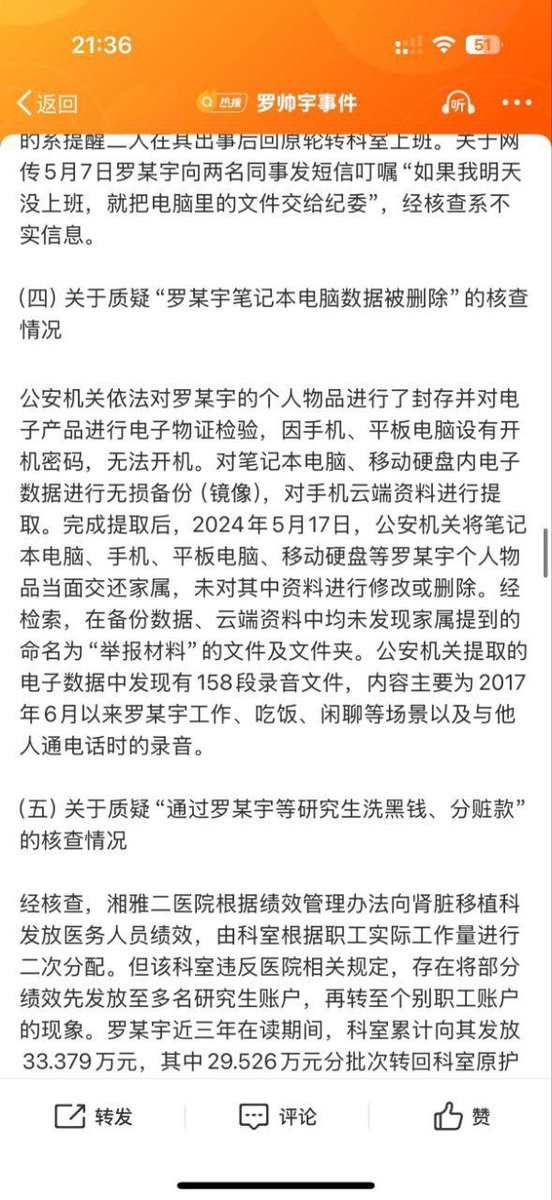 21:36
51
返回
热搜
罗帅宇事件
听
的系提醒二人在其出事后回原轮转科室上班。关于网
传5月7日罗某宇向两名同事发短信叮嘱“如果我明天
没上班，就把电脑里的文件交给纪委”，经核查系不
实信息。
（四）关于质疑“罗某宇笔记本电脑数据被删除”的核查
情况
公安机关依法对罗某宇的个人物品进行了封存并对电
子产品进行电子物证检验，因手机、平板电脑设有开
机密码，无法开机。对笔记本电脑、移动硬盘内电子
数据进行无损备份（镜像），对手机云端资料进行提
取。完成提取后，2024年5月17日，公安机关将笔记
本电脑、手机、平板电脑、移动硬盘等罗某宇个人物
品当面交还家属，未对其中资料进行修改或删除。经
检索，在备份数据、云端资料中均未发现家属提到的
命名为“举报材料”的文件及文件夹。公安机关提取的
电子数据中发现有158段录音文件，内容主要为2017
年6月以来罗某宇工作、吃饭、闲聊等场景以及与他
人通电话时的录音。
（五）关于质疑“通过罗某宇等研究生洗黑钱、分赃款”
的核查情况
经核查，湘雅二医院根据绩效管理办法向肾脏移植科
发放医务人员绩效，由科室根据职工实际工作量进行
二次分配。但该科室违反医院相关规定，存在将部分
绩效先发放至多名研究生账户，再转至个别职工账户
的现象。罗某宇近三年在读期间，科室累计向其发放
33.379万元，其中29.526万元分批次转回科室原护
转发
评论
赞